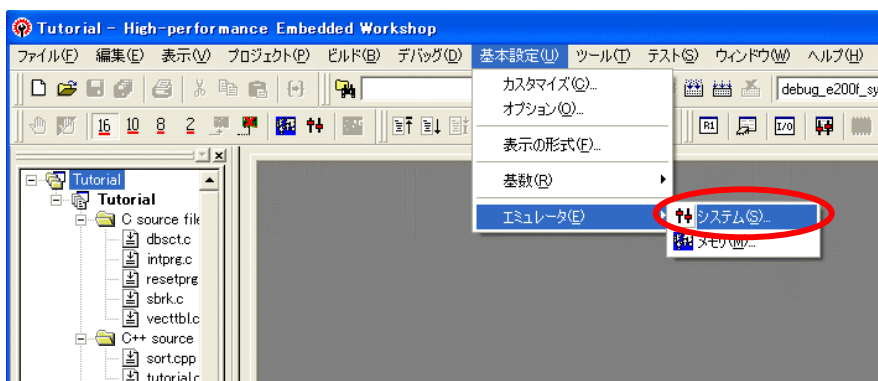 Tutorial - High-performance Embedded Workshop
ファイル(F) 編集(E) 表示(V) プロジェクト(P) ビルド(B) デバッグ(D) 基本設定(U) ツール(T) テスト(S) ウィンドウ(W) ヘルプ(H)
カスタマイズ(C)...
debug_e200f_sy
オプション(O)...
16 10 8 2
R1
I/O
表示の形式(F)...
Tutorial
基数(R)
Tutorial
C source file
エミュレータ(E)
システム(S)...
dbsct.c
メモリ(M)...
intprg.c
resetprg
sbrk.c
vecttbl.c
C++ source
sort.cpp
tutorial.c